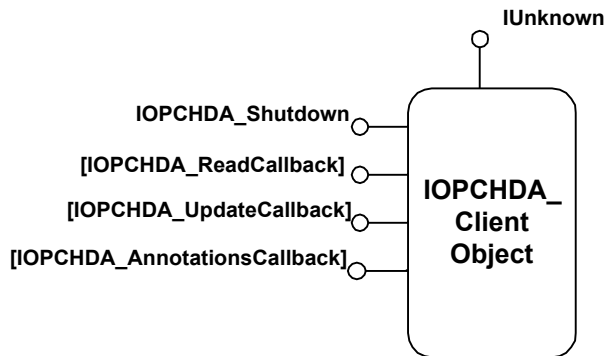 IUnknown
IOPCHDA_Shutdown
[IOPCHDA_ReadCallback]
[IOPCHDA_UpdateCallback]
[IOPCHDA_AnnotationsCallback]
IOPCHDA_
Client
Object